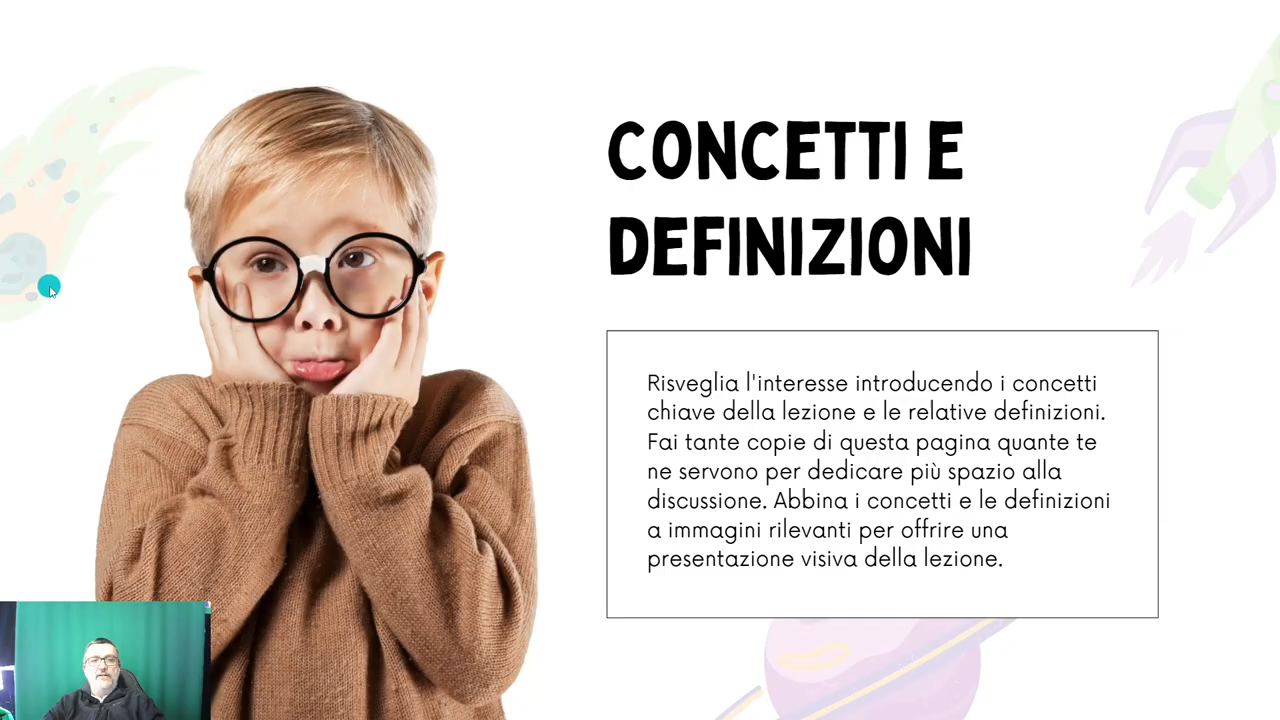 CONCETTI E
DEFINIZIONI
Risveglia l'interesse introducendo i concetti
chiave della lezione e le relative definizioni.
Fai tante copie di questa pagina quante te
ne servono per dedicare più spazio alla
discussione. Abbina i concetti e le definizioni
a immagini rilevanti per offrire una
presentazione visiva della lezione.